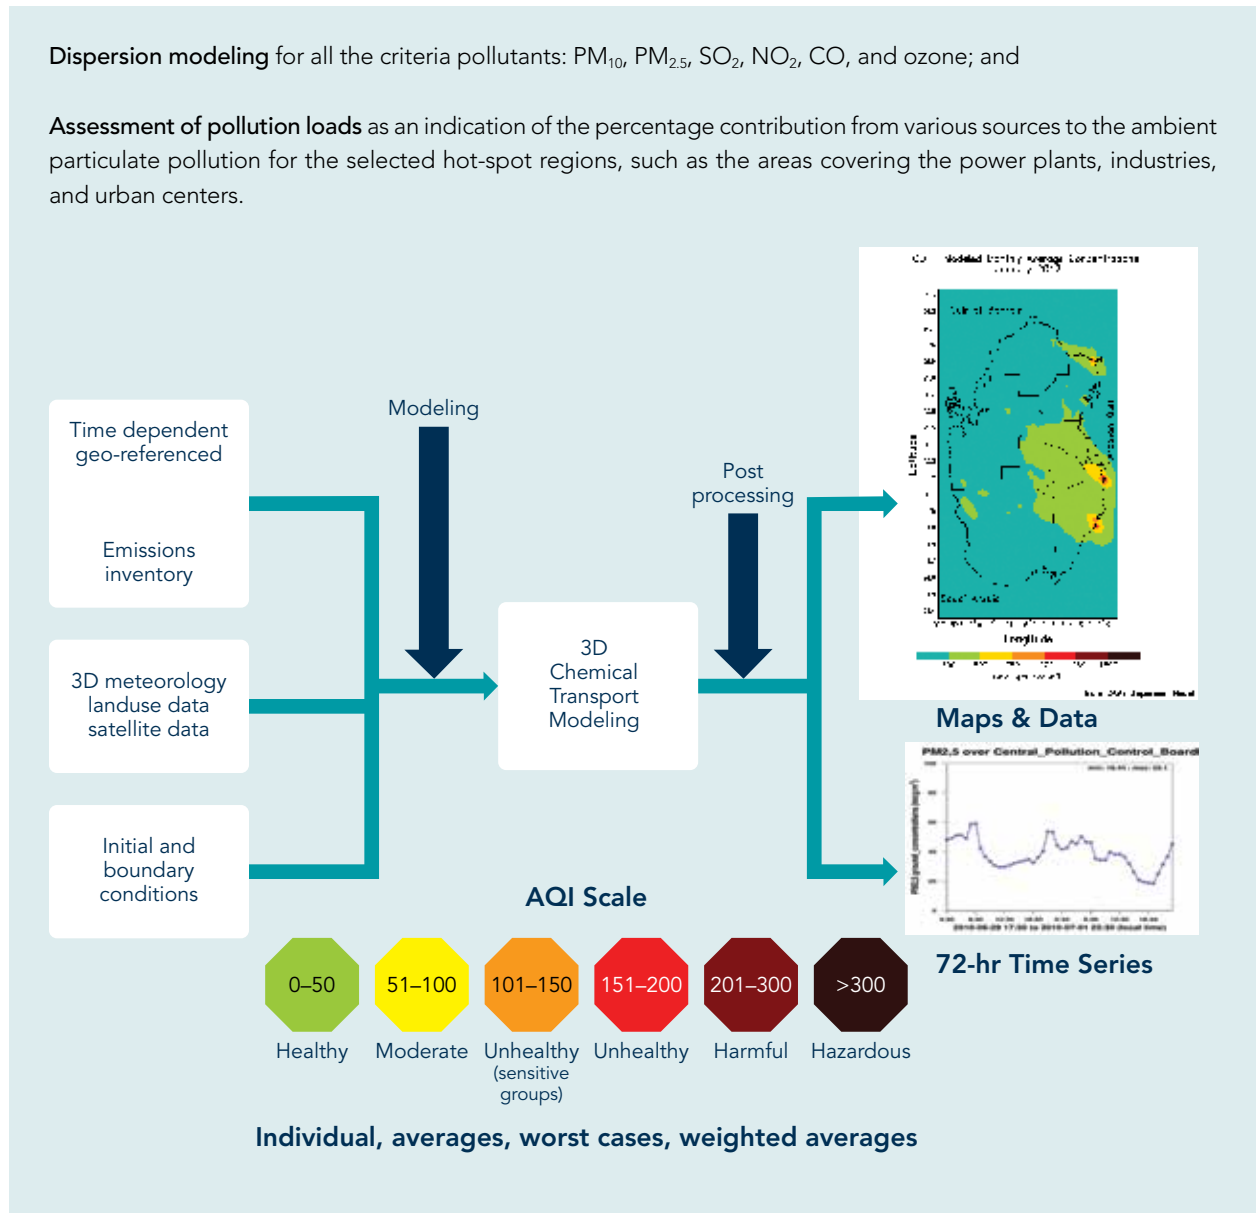 Dispersion modeling for all the criteria pollutants: PM₁₀, PM₂.₅, SO₂, NO₂, CO, and ozone; and
Assessment of pollution loads as an indication of the percentage contribution from various sources to the ambient
particulate pollution for the selected hot-spot regions, such as the areas covering the power plants, industries,
and urban centers.
Time dependent
geo-referenced
Emissions
inventory
3D meteorology
landuse data
satellite data
Initial and
boundary
conditions
Modeling
3D
Chemical
Transport
Modeling
Post
processing
Modeled Monthly Average Concentrations
Latitude
Longitude
Maps & Data
PM2.5 over Central_Pollution_Control_Board
72-hr Time Series
AQI Scale
0–50
51–100
101–150
151–200
201–300
>300
Healthy
Moderate
Unhealthy
(sensitive
groups)
Unhealthy
Harmful
Hazardous
Individual, averages, worst cases, weighted averages